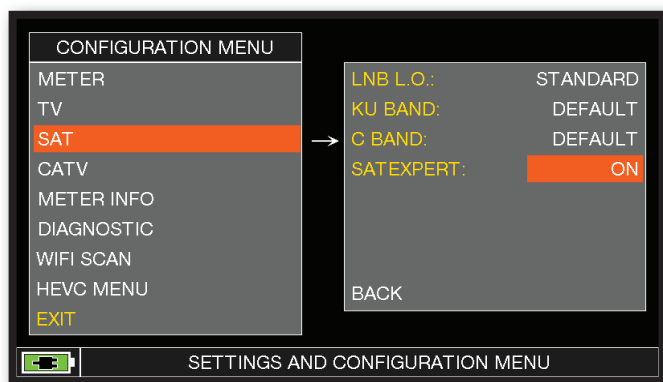 CONFIGURATION MENU
METER
TV
SAT
CATV
METER INFO
DIAGNOSTIC
WIFI SCAN
HEVC MENU
EXIT
LNB L.O.: STANDARD
KU BAND: DEFAULT
C BAND: DEFAULT
SATEXPERT: ON
BACK
SETTINGS AND CONFIGURATION MENU